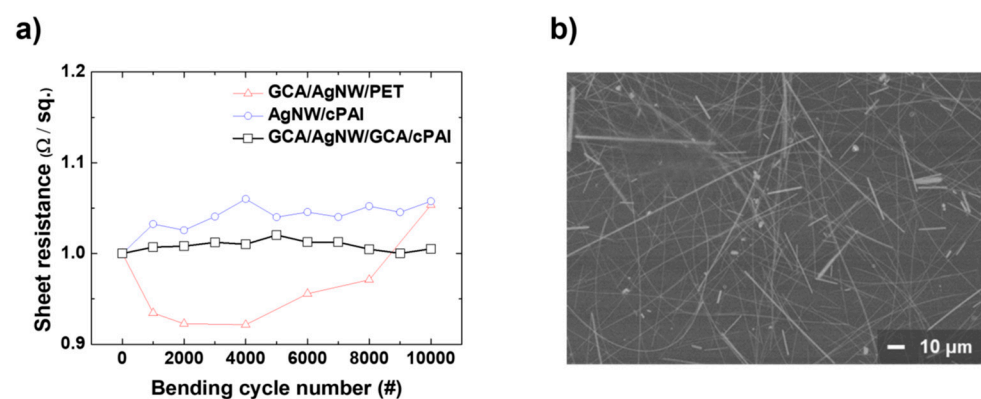 a)
Sheet resistance (Ω / sq.)
1.2
1.1
1.0
0.9
GCA/AgNW/PET
AgNW/cPAI
GCA/AgNW/GCA/cPAI
0 2000 4000 6000 8000 10000
Bending cycle number (#)
b)
10 µm